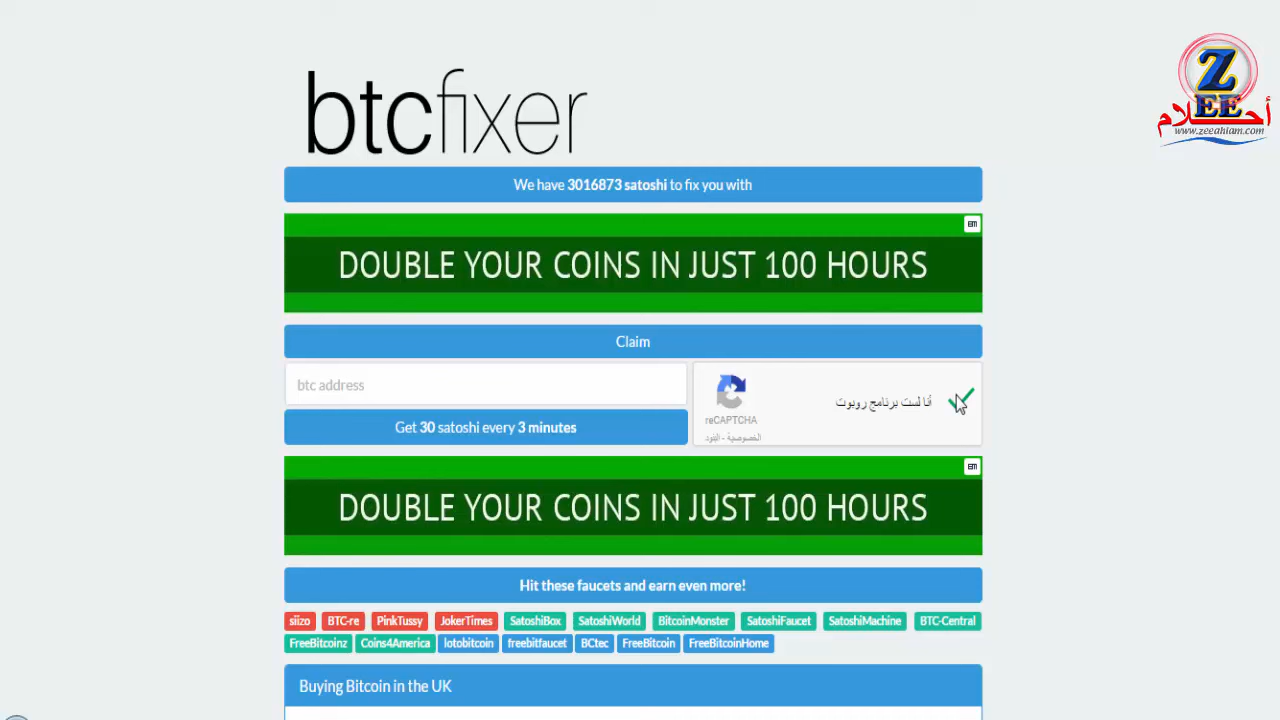 btcfixer
Z
EE
أحلام
www.zeeahlam.com
We have 3016873 satoshi to fix you with
DOUBLE YOUR COINS IN JUST 100 HOURS
Claim
btc address
Get 30 satoshi every 3 minutes
أنا لست برنامج روبوت
reCAPTCHA
الخصوصية - البنود
DOUBLE YOUR COINS IN JUST 100 HOURS
Hit these faucets and earn even more!
siizo BTC-re PinkTussy JokerTimes SatoshiBox SatoshiWorld BitcoinMonster SatoshiFaucet SatoshiMachine BTC-Central
FreeBitcoinz Coins4America lotobitcoin freebitfaucet BCtec FreeBitcoin FreeBitcoinHome
Buying Bitcoin in the UK